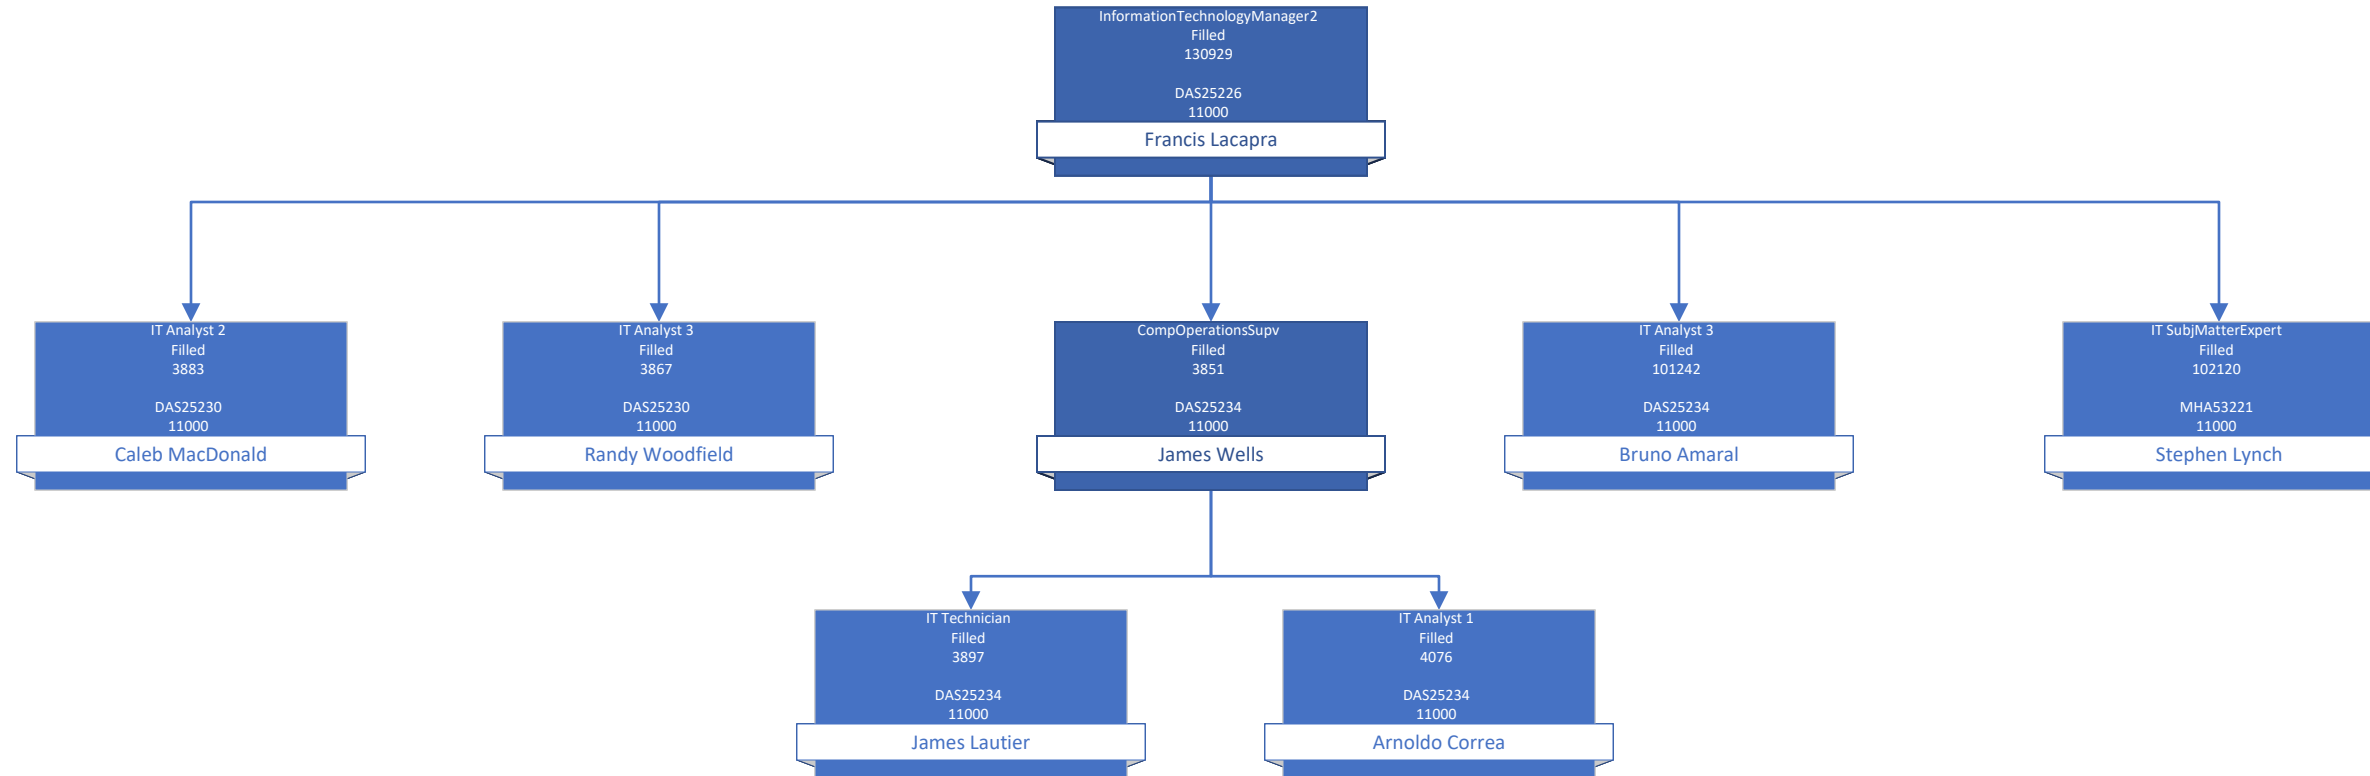 InformationTechnologyManager2
Filled
130929
DAS25226
11000
Francis Lacapra
IT Analyst 2
Filled
3883
DAS25230
11000
Caleb MacDonald
IT Analyst 3
Filled
3867
DAS25230
11000
Randy Woodfield
CompOperationsSupv
Filled
3851
DAS25234
11000
James Wells
IT Analyst 3
Filled
101242
DAS25234
11000
Bruno Amaral
IT SubjMatterExpert
Filled
102120
MHA53221
11000
Stephen Lynch
IT Technician
Filled
3897
DAS25234
11000
James Lautier
IT Analyst 1
Filled
4076
DAS25234
11000
Arnoldo Correa